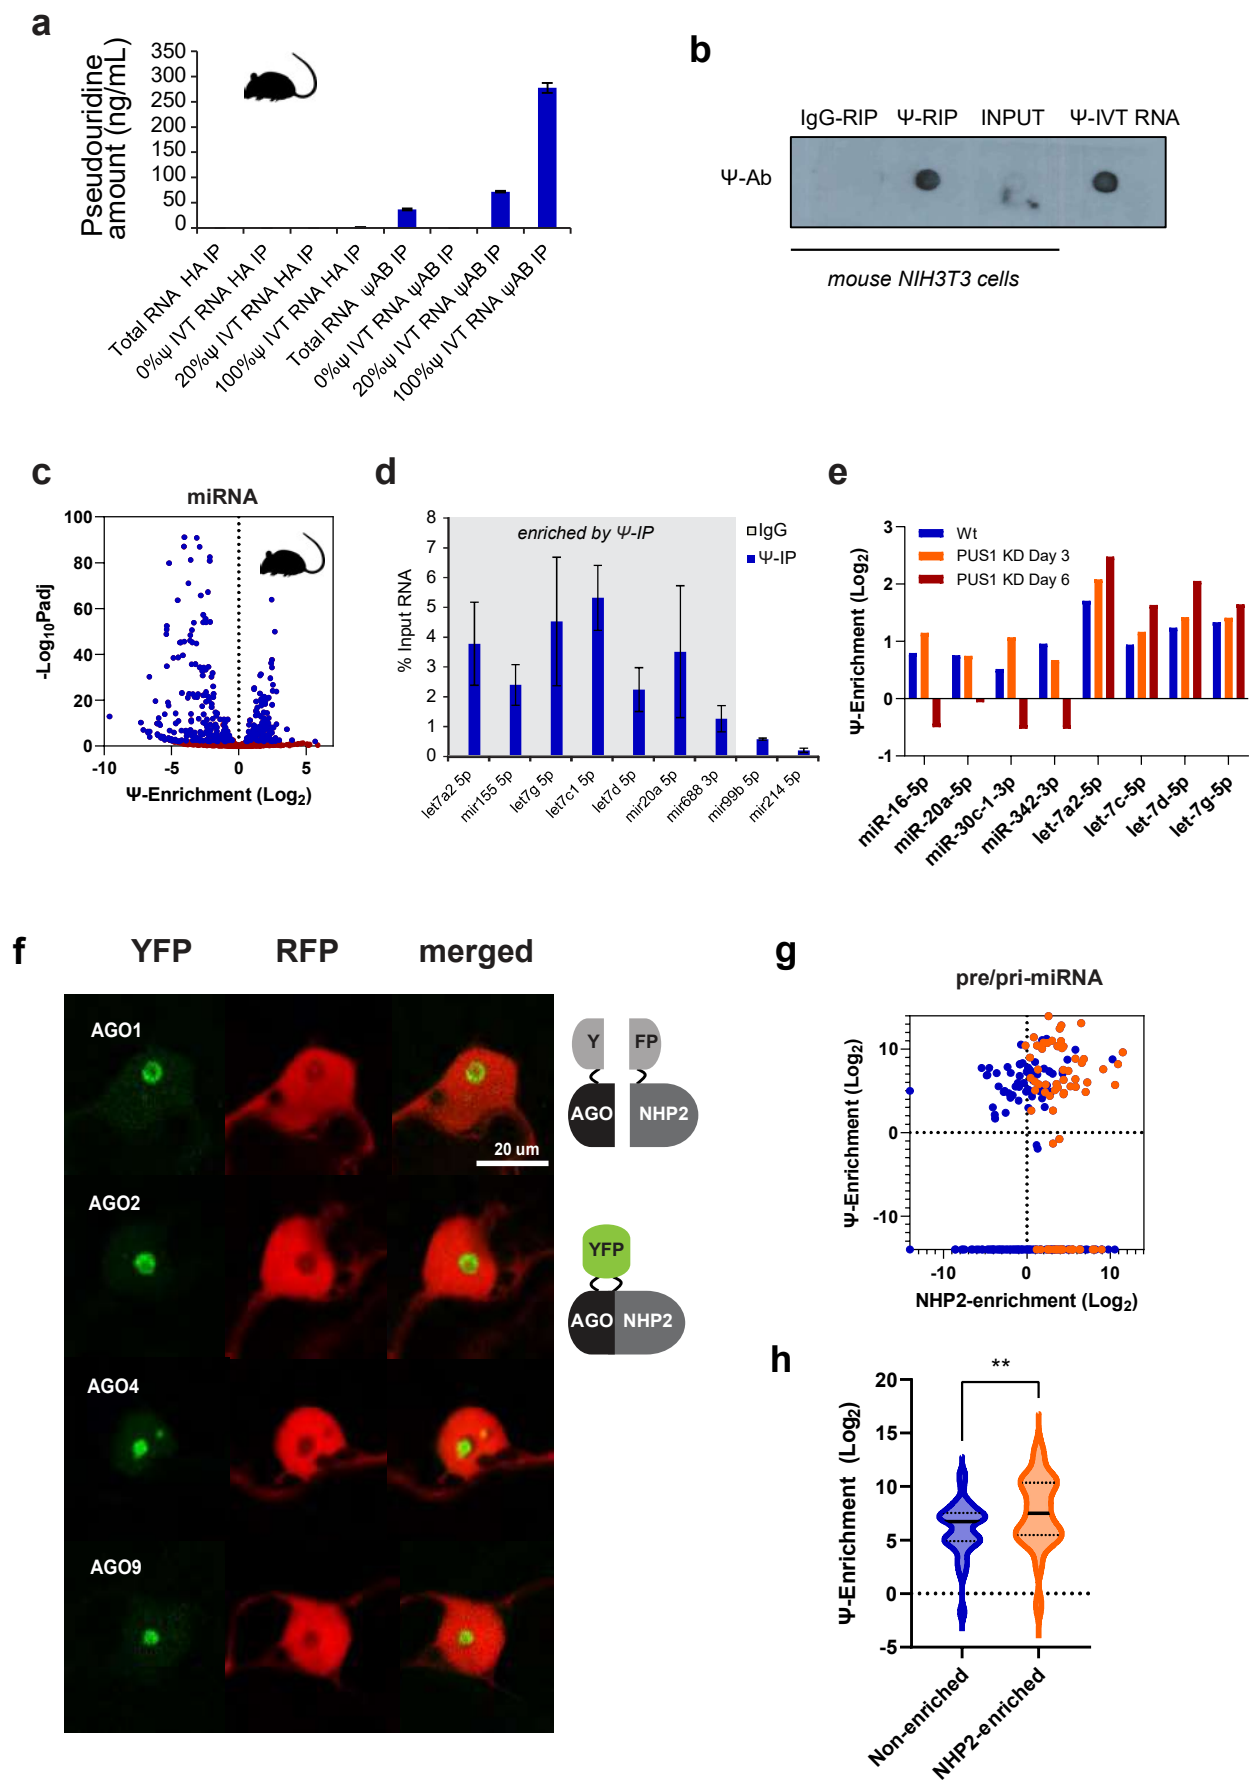 a
Pseudouridine
amount (ng/mL)
350
300
250
200
150
100
50
0
Total RNA HA IP
0%ψ IVT RNA HA IP
20%ψ IVT RNA HA IP
100%ψ IVT RNA HA IP
Total RNA ψAB IP
0%ψ IVT RNA ψAB IP
20%ψ IVT RNA ψAB IP
100%ψ IVT RNA ψAB IP
b
IgG-RIP Ψ-RIP INPUT Ψ-IVT RNA
Ψ-Ab
mouse NIH3T3 cells
c
miRNA
-Log10Padj
100
80
60
40
20
0
-10 -5 0 5
Ψ-Enrichment (Log2)
d
% Input RNA
8
7
6
5
4
3
2
1
0
enriched by Ψ-IP
IgG
Ψ-IP
let7a2 5p
mir155 5p
let7g 5p
let7c1 5p
let7d 5p
mir20a 5p
mir688 3p
mir99b 5p
mir214 5p
e
Ψ-Enrichment (Log2)
3
2
1
0
-1
Wt
PUS1 KD Day 3
PUS1 KD Day 6
miR-16-5p
miR-20a-5p
miR-30c-1-3p
miR-342-3p
let-7a2-5p
let-7c-5p
let-7d-5p
let-7g-5p
f
YFP RFP merged
AGO1
20 um
AGO2
AGO4
AGO9
Y FP
AGO NHP2
YFP
AGO NHP2
g
pre/pri-miRNA
Ψ-Enrichment (Log2)
10
0
-10
-10 0 10
NHP2-enrichment (Log2)
h
Ψ-Enrichment (Log2)
20
15
10
5
0
-5
**
Non-enriched
NHP2-enriched